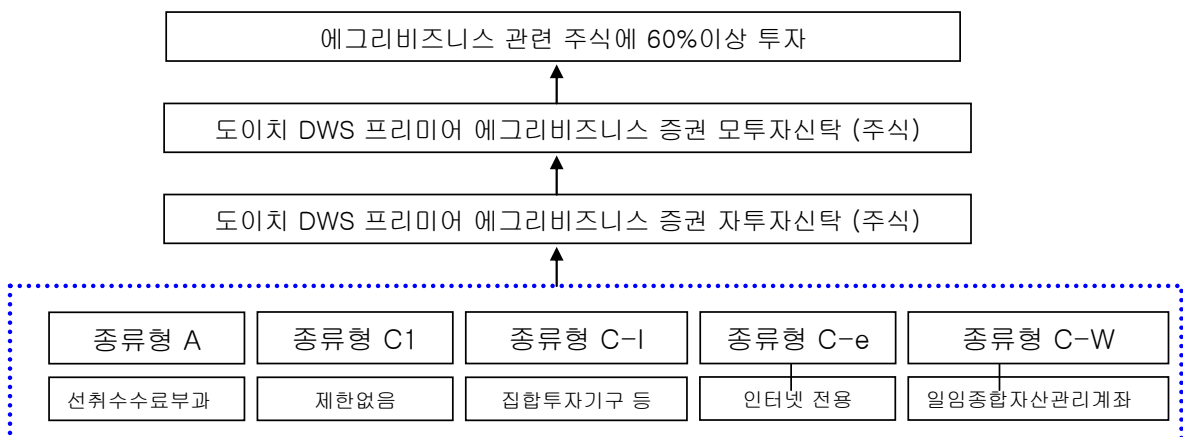 에그리비즈니스 관련 주식에 60%이상 투자
도이치 DWS 프리미어 에그리비즈니스 증권 모투자신탁 (주식)
도이치 DWS 프리미어 에그리비즈니스 증권 자투자신탁 (주식)
종류형 A 종류형 C1 종류형 C-I 종류형 C-e 종류형 C-W
선취수수료부과 제한없음 집합투자기구 등 인터넷 전용 일임종합자산관리계좌